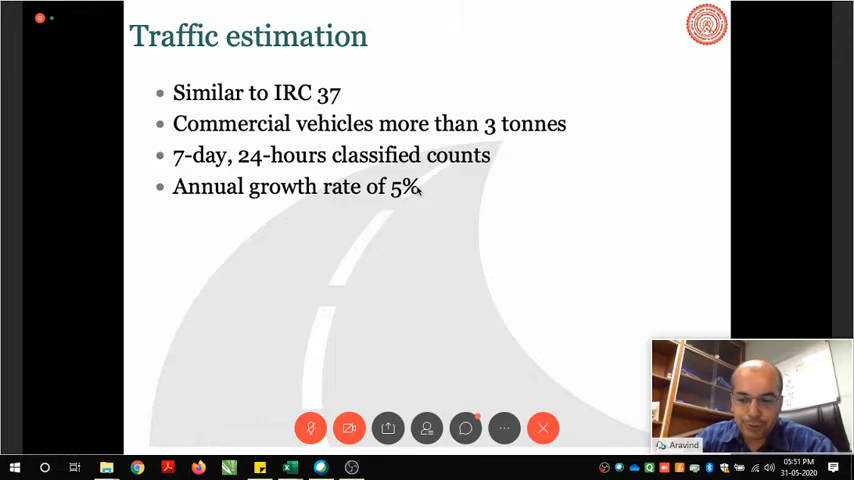 Traffic estimation
Similar to IRC 37
Commercial vehicles more than 3 tonnes
7-day, 24-hours classified counts
Annual growth rate of 5%
Aravind
05:51 PM
31-05-2020